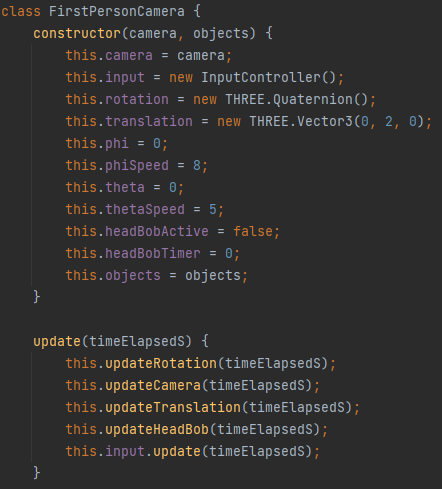 class FirstPersonCamera {
constructor(camera, objects) {
this.camera = camera;
this.input = new InputController();
this.rotation = new THREE.Quaternion();
this.translation = new THREE.Vector3(0, 2, 0);
this.phi = 0;
this.phiSpeed = 8;
this.theta = 0;
this.thetaSpeed = 5;
this.headBobActive = false;
this.headBobTimer = 0;
this.objects = objects;
}
update(timeElapsedS) {
this.updateRotation(timeElapsedS);
this.updateCamera(timeElapsedS);
this.updateTranslation(timeElapsedS);
this.updateHeadBob(timeElapsedS);
this.input.update(timeElapsedS);
}